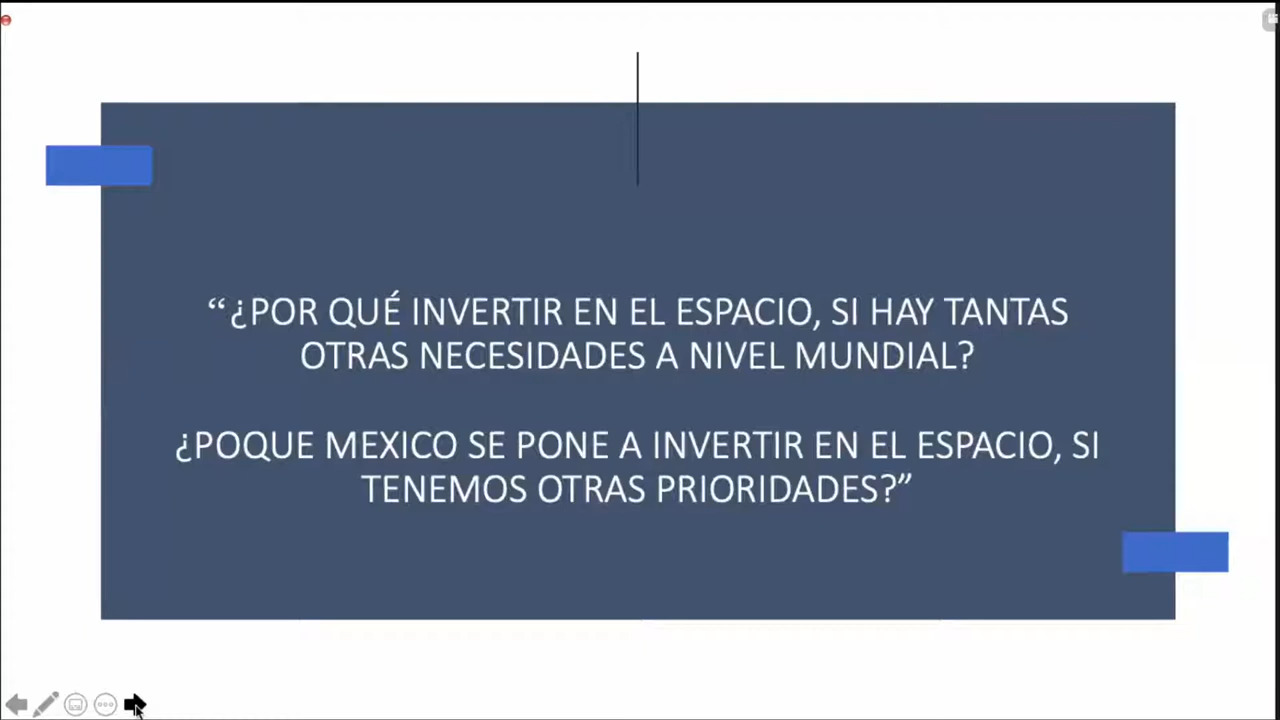 “¿POR QUÉ INVERTIR EN EL ESPACIO, SI HAY TANTAS
OTRAS NECESIDADES A NIVEL MUNDIAL?
¿POQUE MEXICO SE PONE A INVERTIR EN EL ESPACIO, SI
TENEMOS OTRAS PRIORIDADES?”